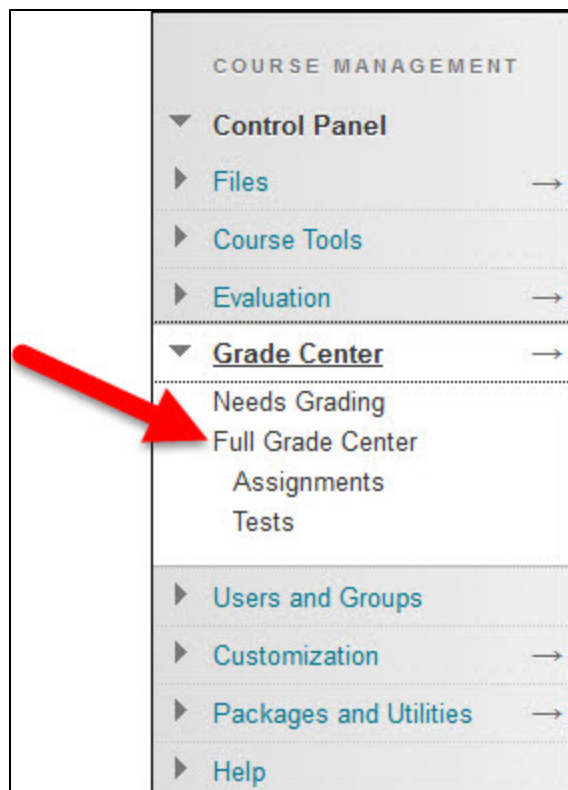 COURSE MANAGEMENT
Control Panel
Files
Course Tools
Evaluation
Grade Center
Needs Grading
Full Grade Center
Assignments
Tests
Users and Groups
Customization
Packages and Utilities
Help